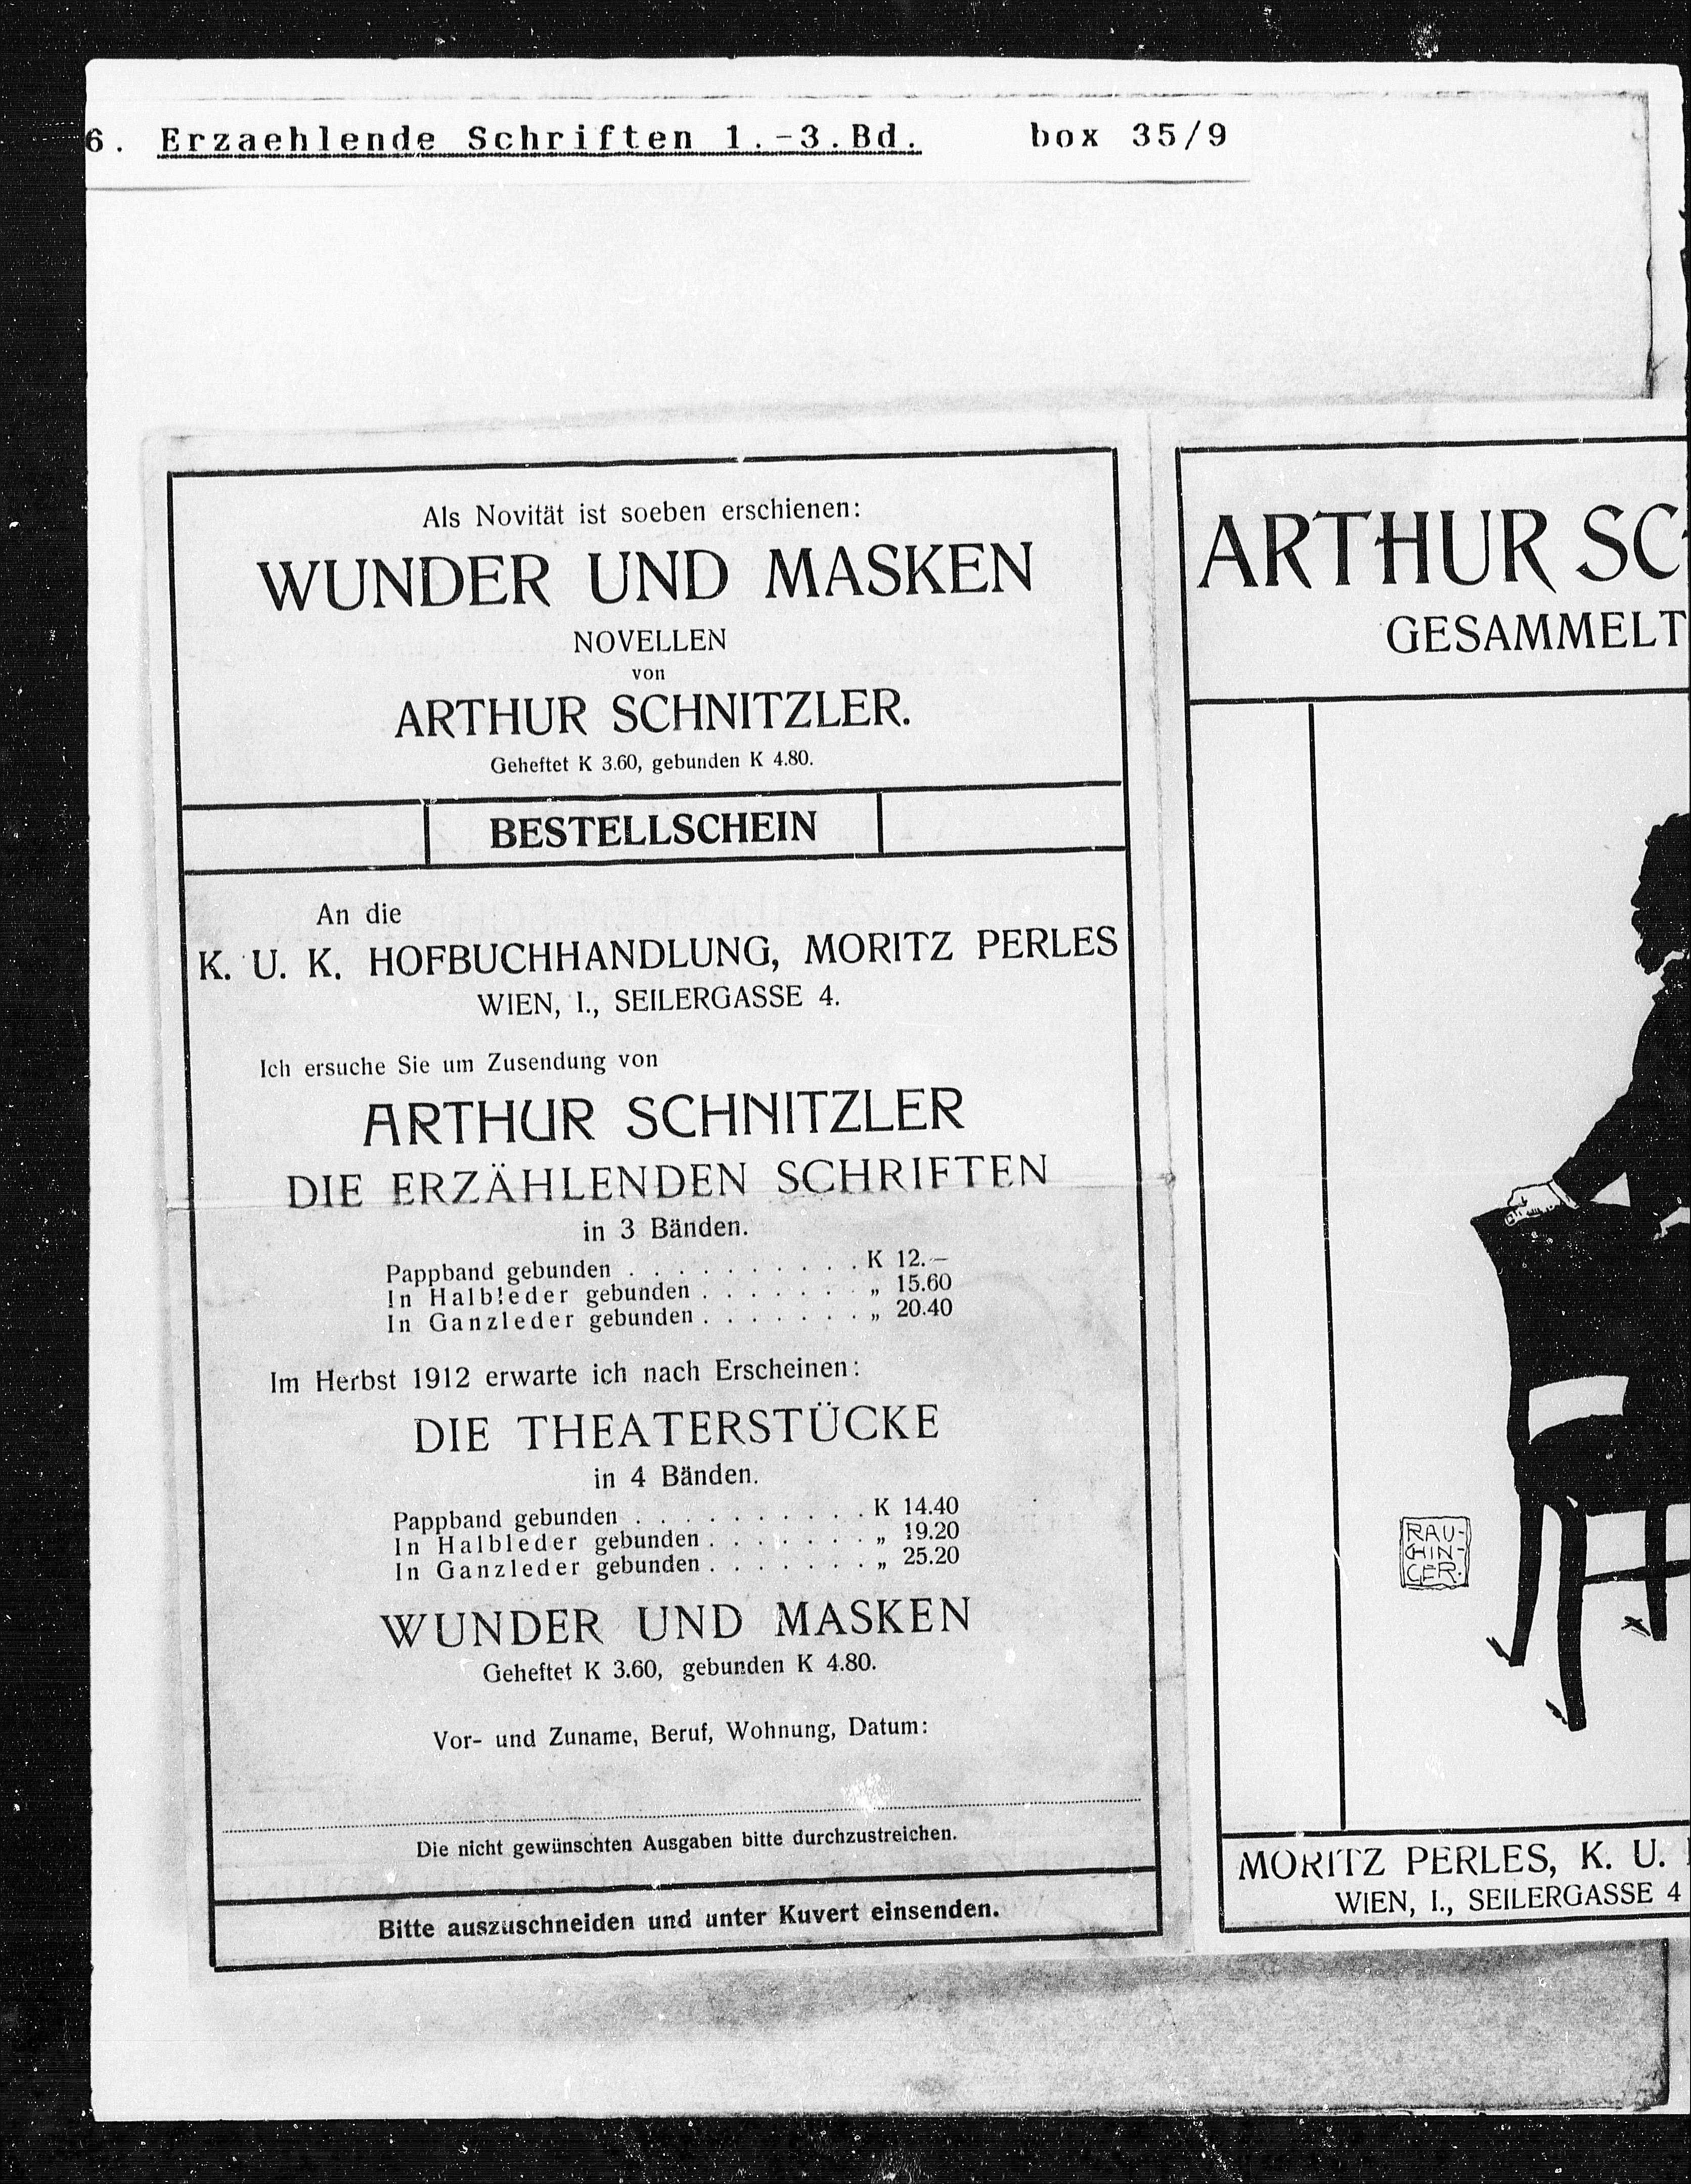 6. Erzaehlende Schriften 1.-3.Bd. box 35/9
Als Novität ist soeben erschienen:
WUNDER UND MASKEN
NOVELLEN
von
ARTHUR SCHNITZLER.
Geheftet K 3.60, gebunden K 4.80.
BESTELLSCHEIN
An die
K. U. K. HOFBUCHHANDLUNG, MORITZ PERLES
WIEN, I., SEILERGASSE 4.
Ich ersuche Sie um Zusendung von
ARTHUR SCHNITZLER
DIE ERZÄHLENDEN SCHRIFTEN
in 3 Bänden.
Pappband gebunden . . . . . . . . . . K 12.—
In Halbleder gebunden . . . . . . . „ 15.60
In Ganzleder gebunden . . . . . . . „ 20.40
Im Herbst 1912 erwarte ich nach Erscheinen:
DIE THEATERSTÜCKE
in 4 Bänden.
Pappband gebunden . . . . . . . . . . K 14.40
In Halbleder gebunden . . . . . . . „ 19.20
In Ganzleder gebunden . . . . . . . „ 25.20
WUNDER UND MASKEN
Geheftet K 3.60, gebunden K 4.80.
Vor- und Zuname, Beruf, Wohnung, Datum:
Die nicht gewünschten Ausgaben bitte durchzustreichen.
Bitte auszuschneiden und unter Kuvert einsenden.
ARTHUR SC
GESAMMELT
RAU-
CHIN-
GER.
MORITZ PERLES, K. U.
WIEN, I., SEILERGASSE 4